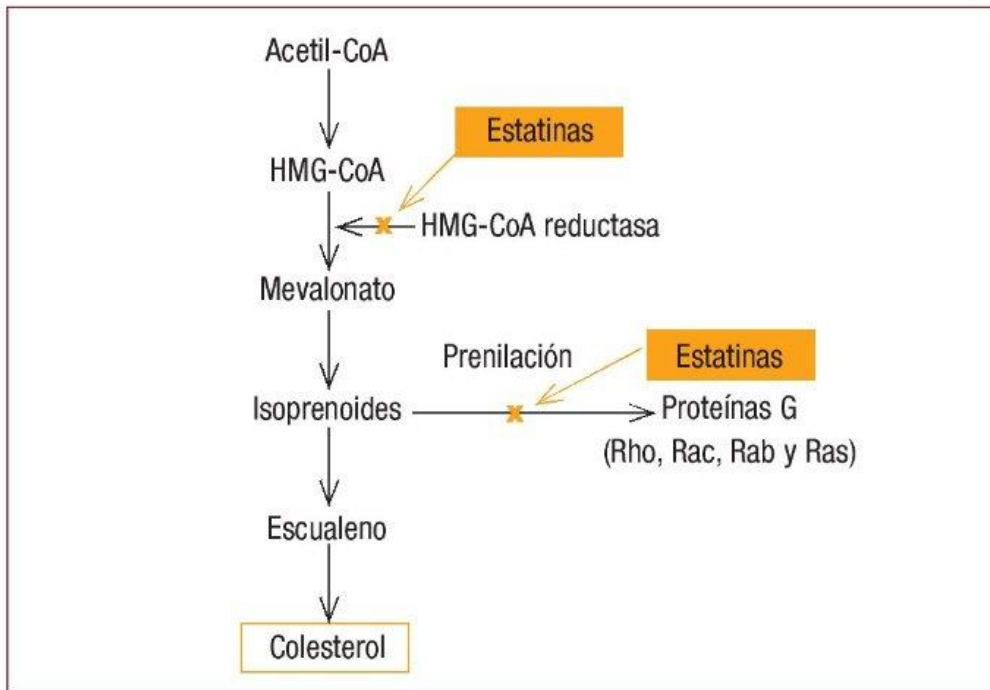 Acetil-CoA
Estatinas
HMG-CoA
HMG-CoA reductasa
Mevalonato
Prenilación
Estatinas
Isoprenoides
Proteínas G
(Rho, Rac, Rab y Ras)
Escualeno
Colesterol